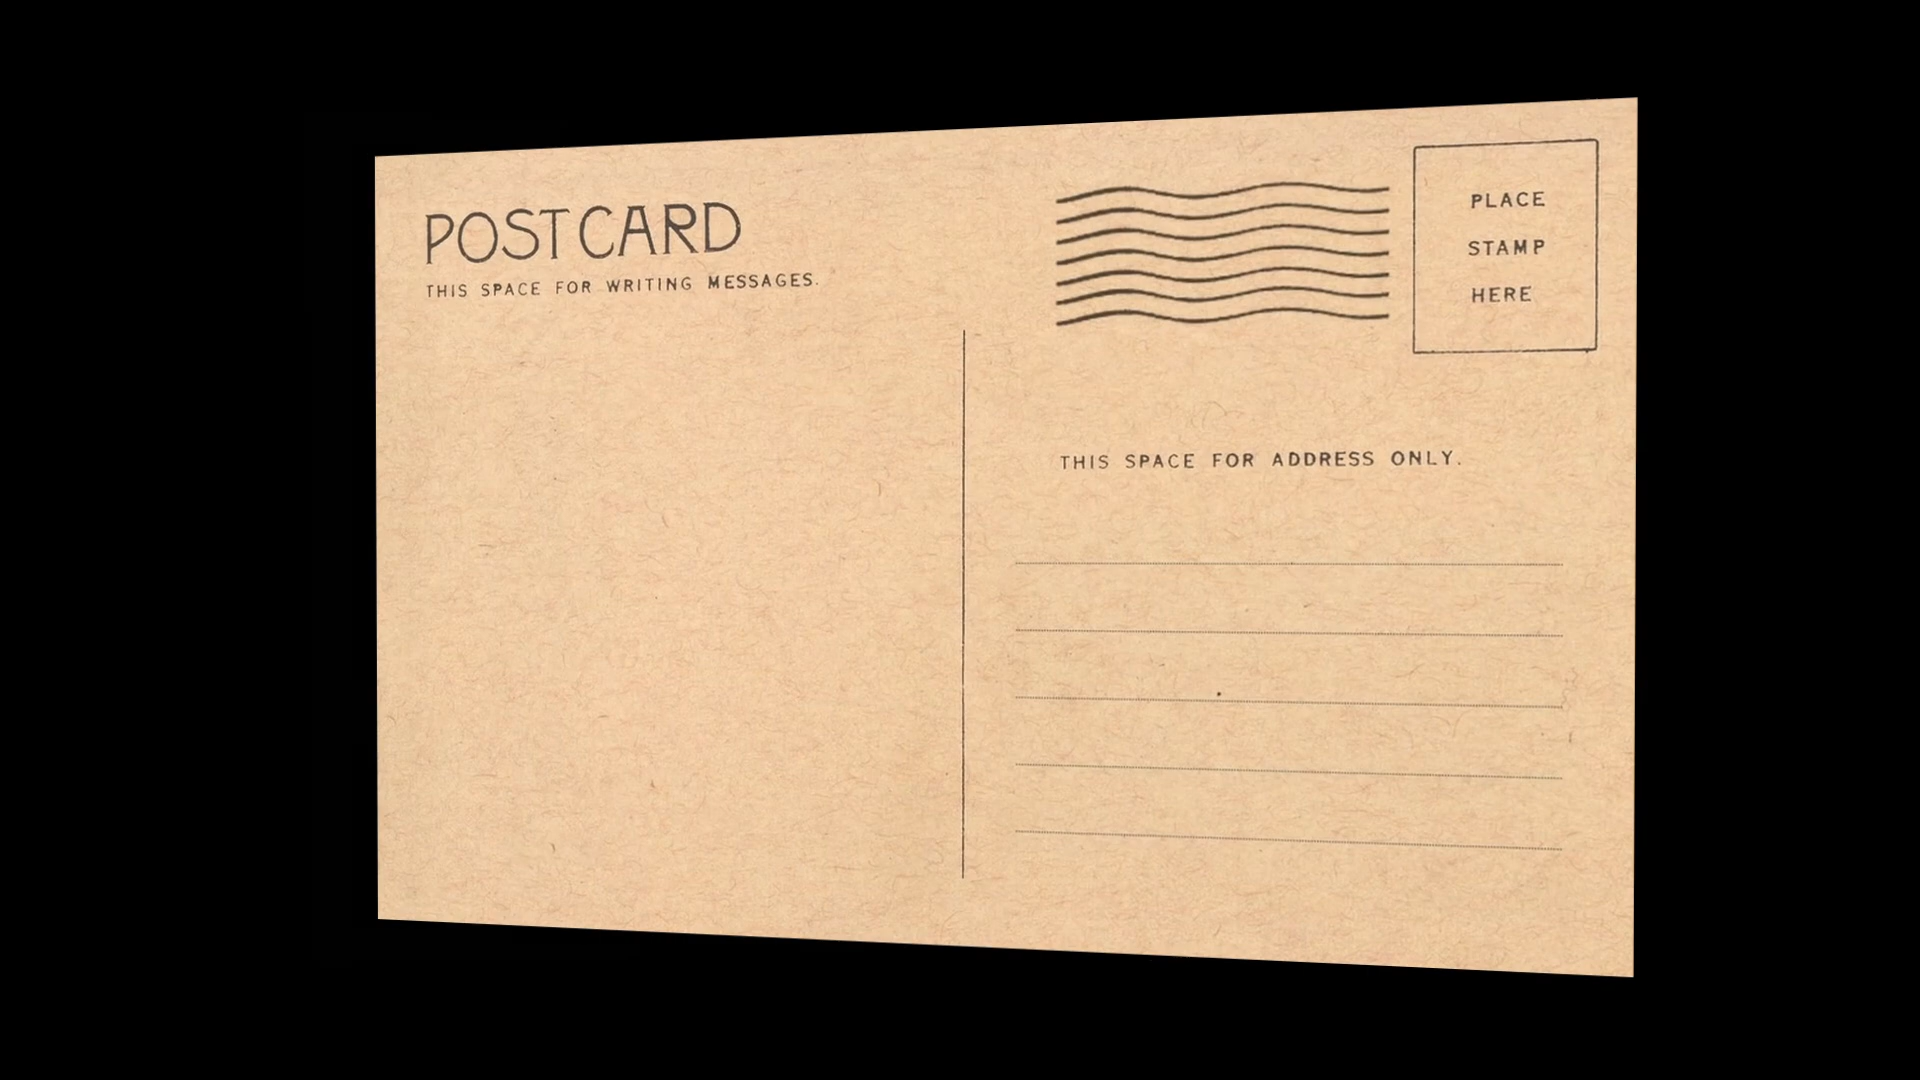 POSTCARD
THIS SPACE FOR WRITING MESSAGES.
PLACE
STAMP
HERE
THIS SPACE FOR ADDRESS ONLY.